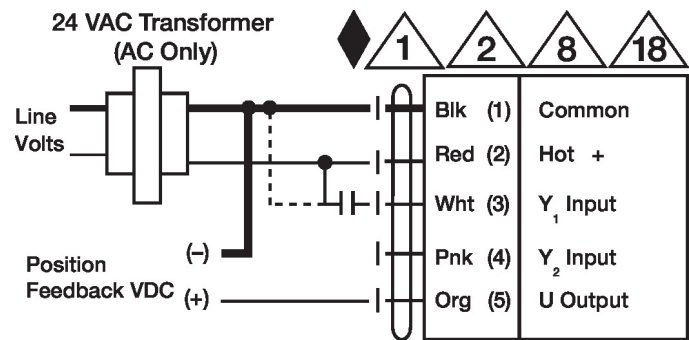 24 VAC Transformer
(AC Only)
1 2 8 18
Line
Volts
Blk (1) Common
Red (2) Hot +
Wht (3) Y1 Input
Pnk (4) Y2 Input
Org (5) U Output
Position
Feedback VDC
(–)
(+)